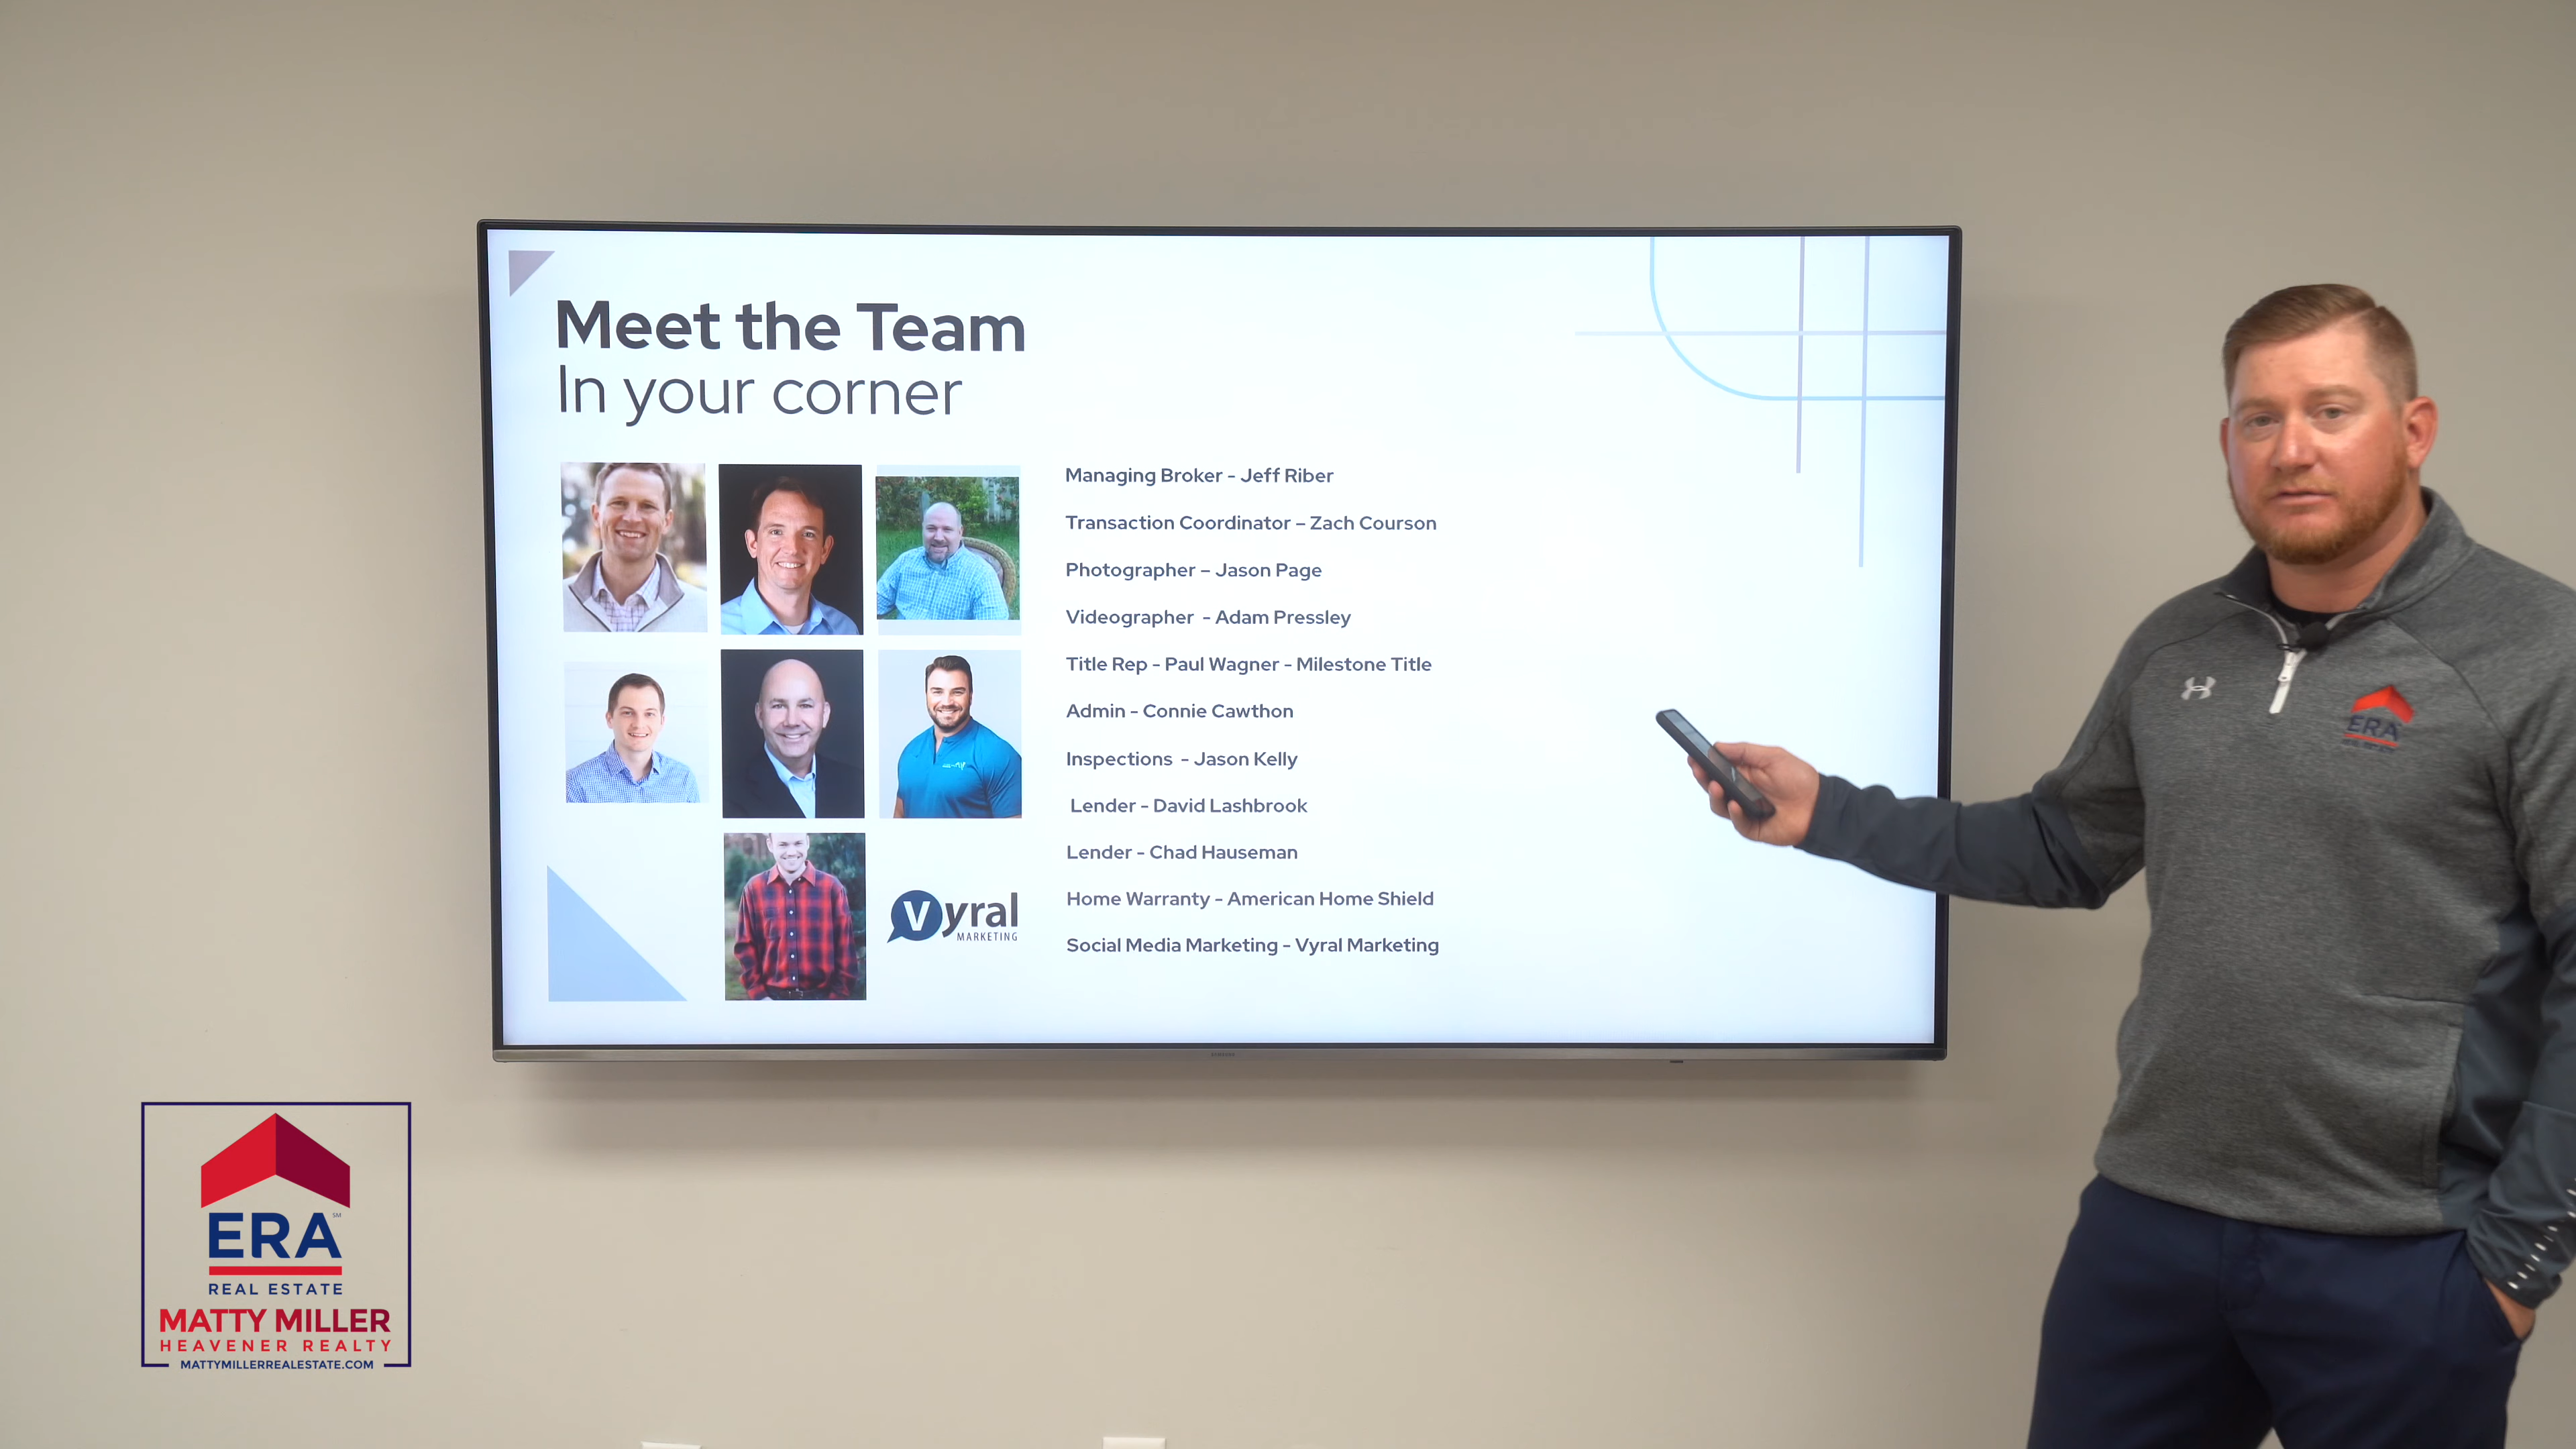 Meet the Team
In your corner
Managing Broker - Jeff Riber
Transaction Coordinator – Zach Courson
Photographer – Jason Page
Videographer - Adam Pressley
Title Rep - Paul Wagner - Milestone Title
Admin - Connie Cawthon
Inspections - Jason Kelly
Lender - David Lashbrook
Lender - Chad Hauseman
Home Warranty - American Home Shield
Social Media Marketing - Vyral Marketing
Vyral
MARKETING
SAMSUNG
ERA
ERA℠
REAL ESTATE
MATTY MILLER
HEAVENER REALTY
MATTYMILLERREALESTATE.COM